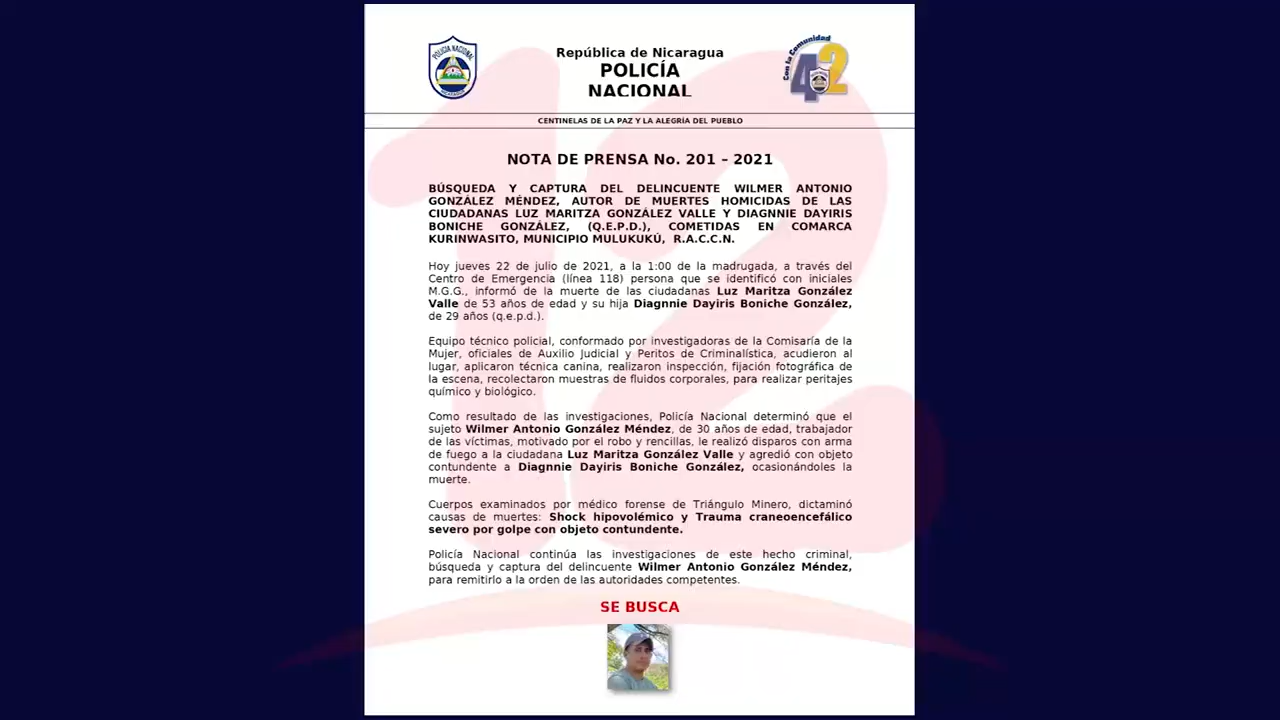 República de Nicaragua
POLICÍA
NACIONAL
POLICÍA NACIONAL
NICARAGUA
Con la Comunidad
42
CENTINELAS DE LA PAZ Y LA ALEGRÍA DEL PUEBLO
NOTA DE PRENSA No. 201 – 2021
BÚSQUEDA Y CAPTURA DEL DELINCUENTE WILMER ANTONIO
GONZÁLEZ MÉNDEZ, AUTOR DE MUERTES HOMICIDAS DE LAS
CIUDADANAS LUZ MARITZA GONZÁLEZ VALLE Y DIAGNNIE DAYIRIS
BONICHE GONZÁLEZ, (Q.E.P.D.), COMETIDAS EN COMARCA
KURINWASITO, MUNICIPIO MULUKUKÚ, R.A.C.C.N.
Hoy jueves 22 de julio de 2021, a la 1:00 de la madrugada, a través del
Centro de Emergencia (línea 118) persona que se identificó con iniciales
M.G.G., informó de la muerte de las ciudadanas Luz Maritza González
Valle de 53 años de edad y su hija Diagnnie Dayiris Boniche González,
de 29 años (q.e.p.d.).
Equipo técnico policial, conformado por investigadoras de la Comisaría de la
Mujer, oficiales de Auxilio Judicial y Peritos de Criminalística, acudieron al
lugar, aplicaron técnica canina, realizaron inspección, fijación fotográfica de
la escena, recolectaron muestras de fluidos corporales, para realizar peritajes
químico y biológico.
Como resultado de las investigaciones, Policía Nacional determinó que el
sujeto Wilmer Antonio González Méndez, de 30 años de edad, trabajador
de las víctimas, motivado por el robo y rencillas, le realizó disparos con arma
de fuego a la ciudadana Luz Maritza González Valle y agredió con objeto
contundente a Diagnnie Dayiris Boniche González, ocasionándoles la
muerte.
Cuerpos examinados por médico forense de Triángulo Minero, dictaminó
causas de muertes: Shock hipovolémico y Trauma craneoencefálico
severo por golpe con objeto contundente.
Policía Nacional continúa las investigaciones de este hecho criminal,
búsqueda y captura del delincuente Wilmer Antonio González Méndez,
para remitirlo a la orden de las autoridades competentes.
SE BUSCA
12